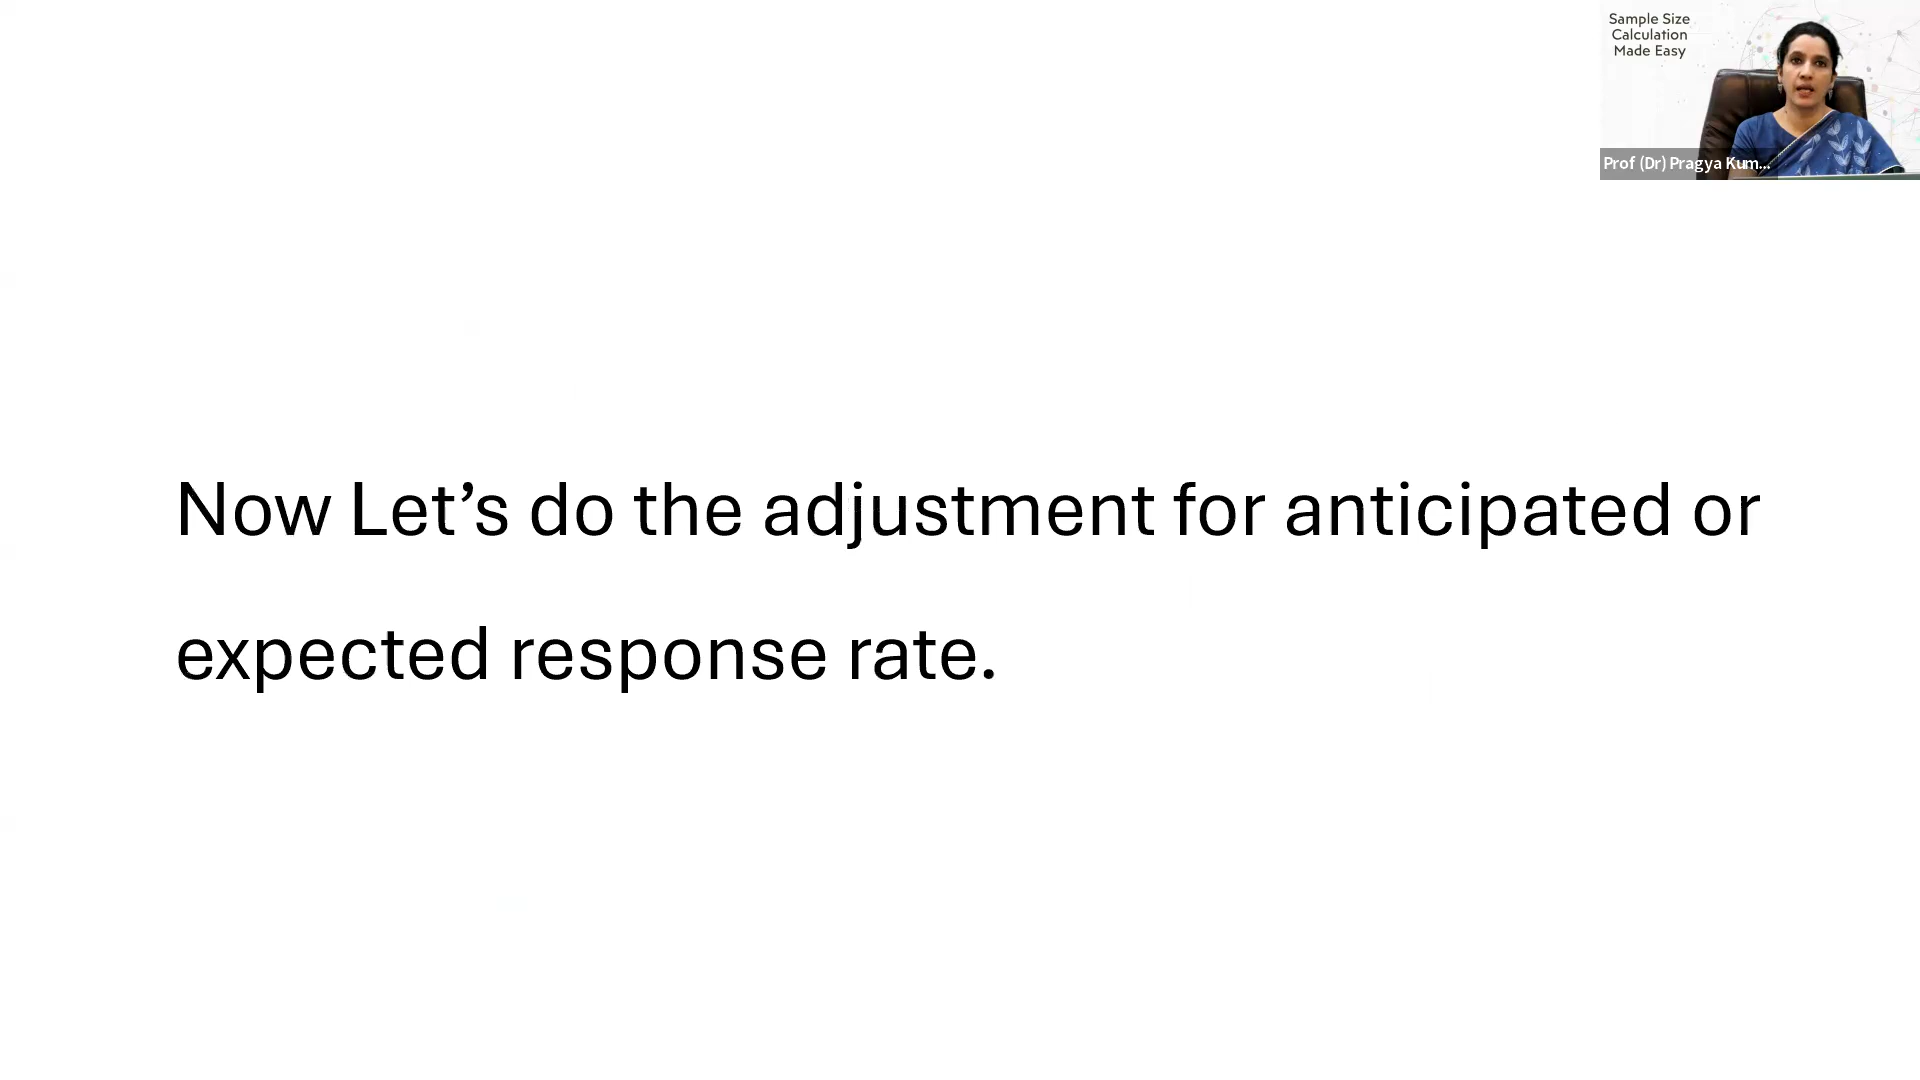 Sample Size
Calculation
Made Easy
Prof (Dr) Pragya Kum...
Now Let’s do the adjustment for anticipated or
expected response rate.